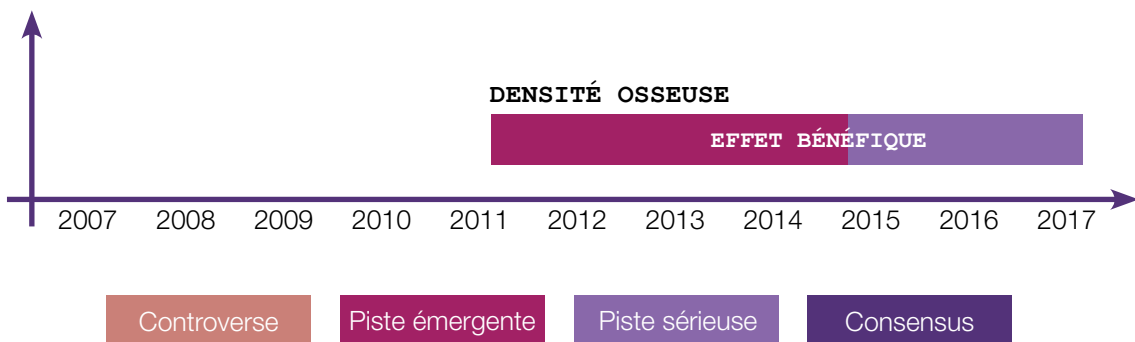 DENSITÉ OSSEUSE
EFFET BÉNÉFIQUE
2007 2008 2009 2010 2011 2012 2013 2014 2015 2016 2017
Controverse Piste émergente Piste sérieuse Consensus